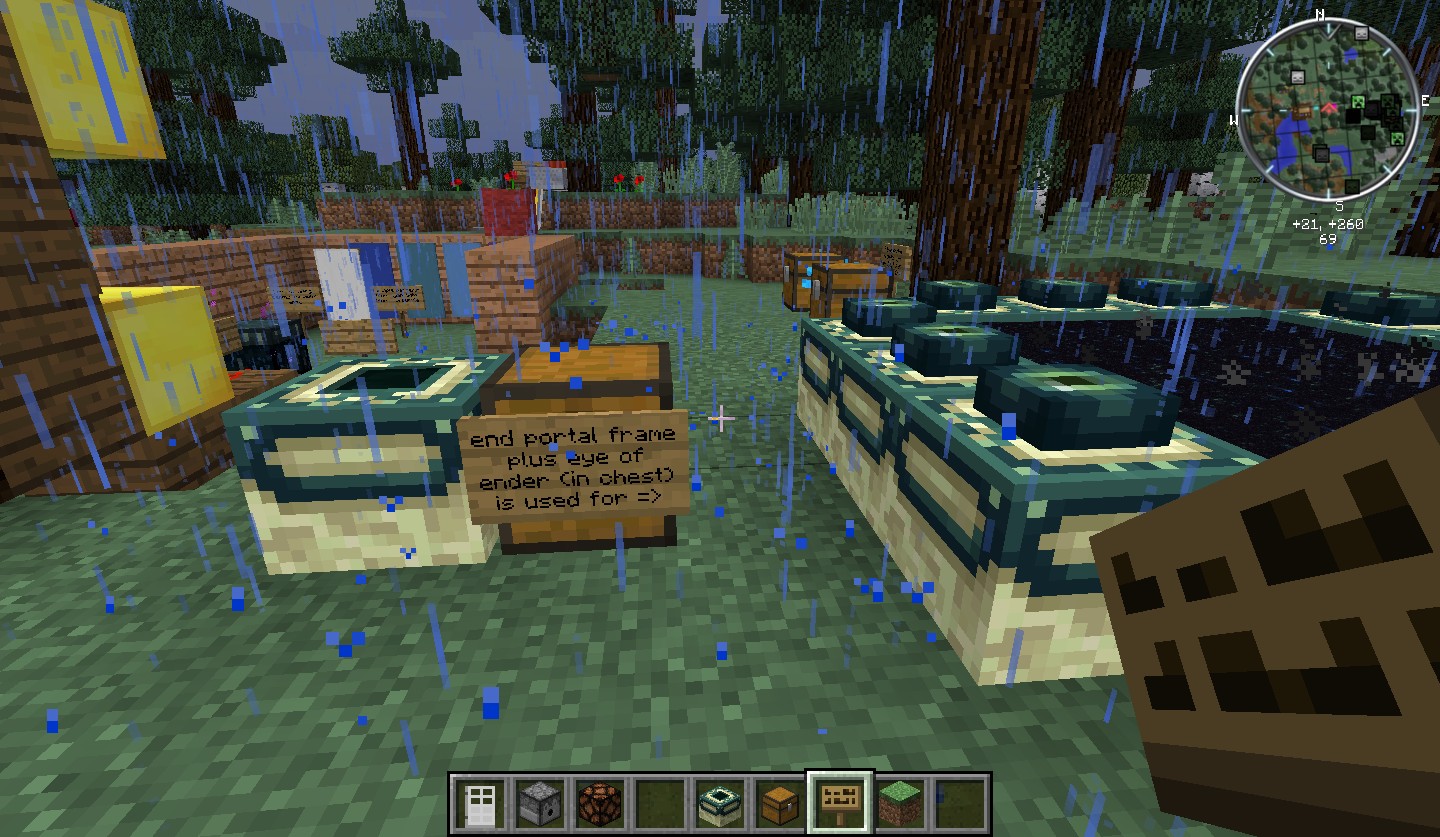 N
E
W
S
+21, +260
69
end portal frame
plus eye of
ender (in chest)
is used for =>